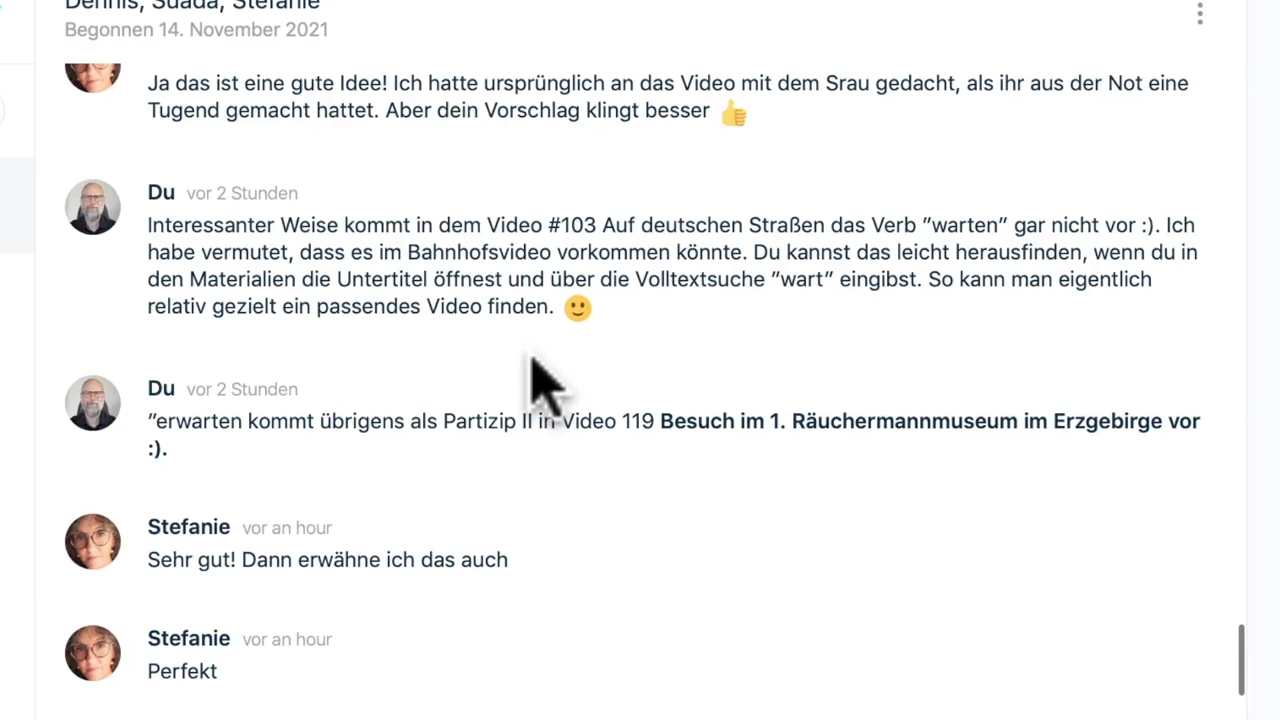 Dennis, Suada, Stefanie
Begonnen 14. November 2021
Ja das ist eine gute Idee! Ich hatte ursprünglich an das Video mit dem Srau gedacht, als ihr aus der Not eine
Tugend gemacht hattet. Aber dein Vorschlag klingt besser 👍
Du vor 2 Stunden
Interessanter Weise kommt in dem Video #103 Auf deutschen Straßen das Verb ”warten” gar nicht vor :). Ich
habe vermutet, dass es im Bahnhofsvideo vorkommen könnte. Du kannst das leicht herausfinden, wenn du in
den Materialien die Untertitel öffnest und über die Volltextsuche ”wart” eingibst. So kann man eigentlich
relativ gezielt ein passendes Video finden. 🙂
Du vor 2 Stunden
”erwarten kommt übrigens als Partizip II in Video 119 Besuch im 1. Räuchermannmuseum im Erzgebirge vor
:).
Stefanie vor an hour
Sehr gut! Dann erwähne ich das auch
Stefanie vor an hour
Perfekt